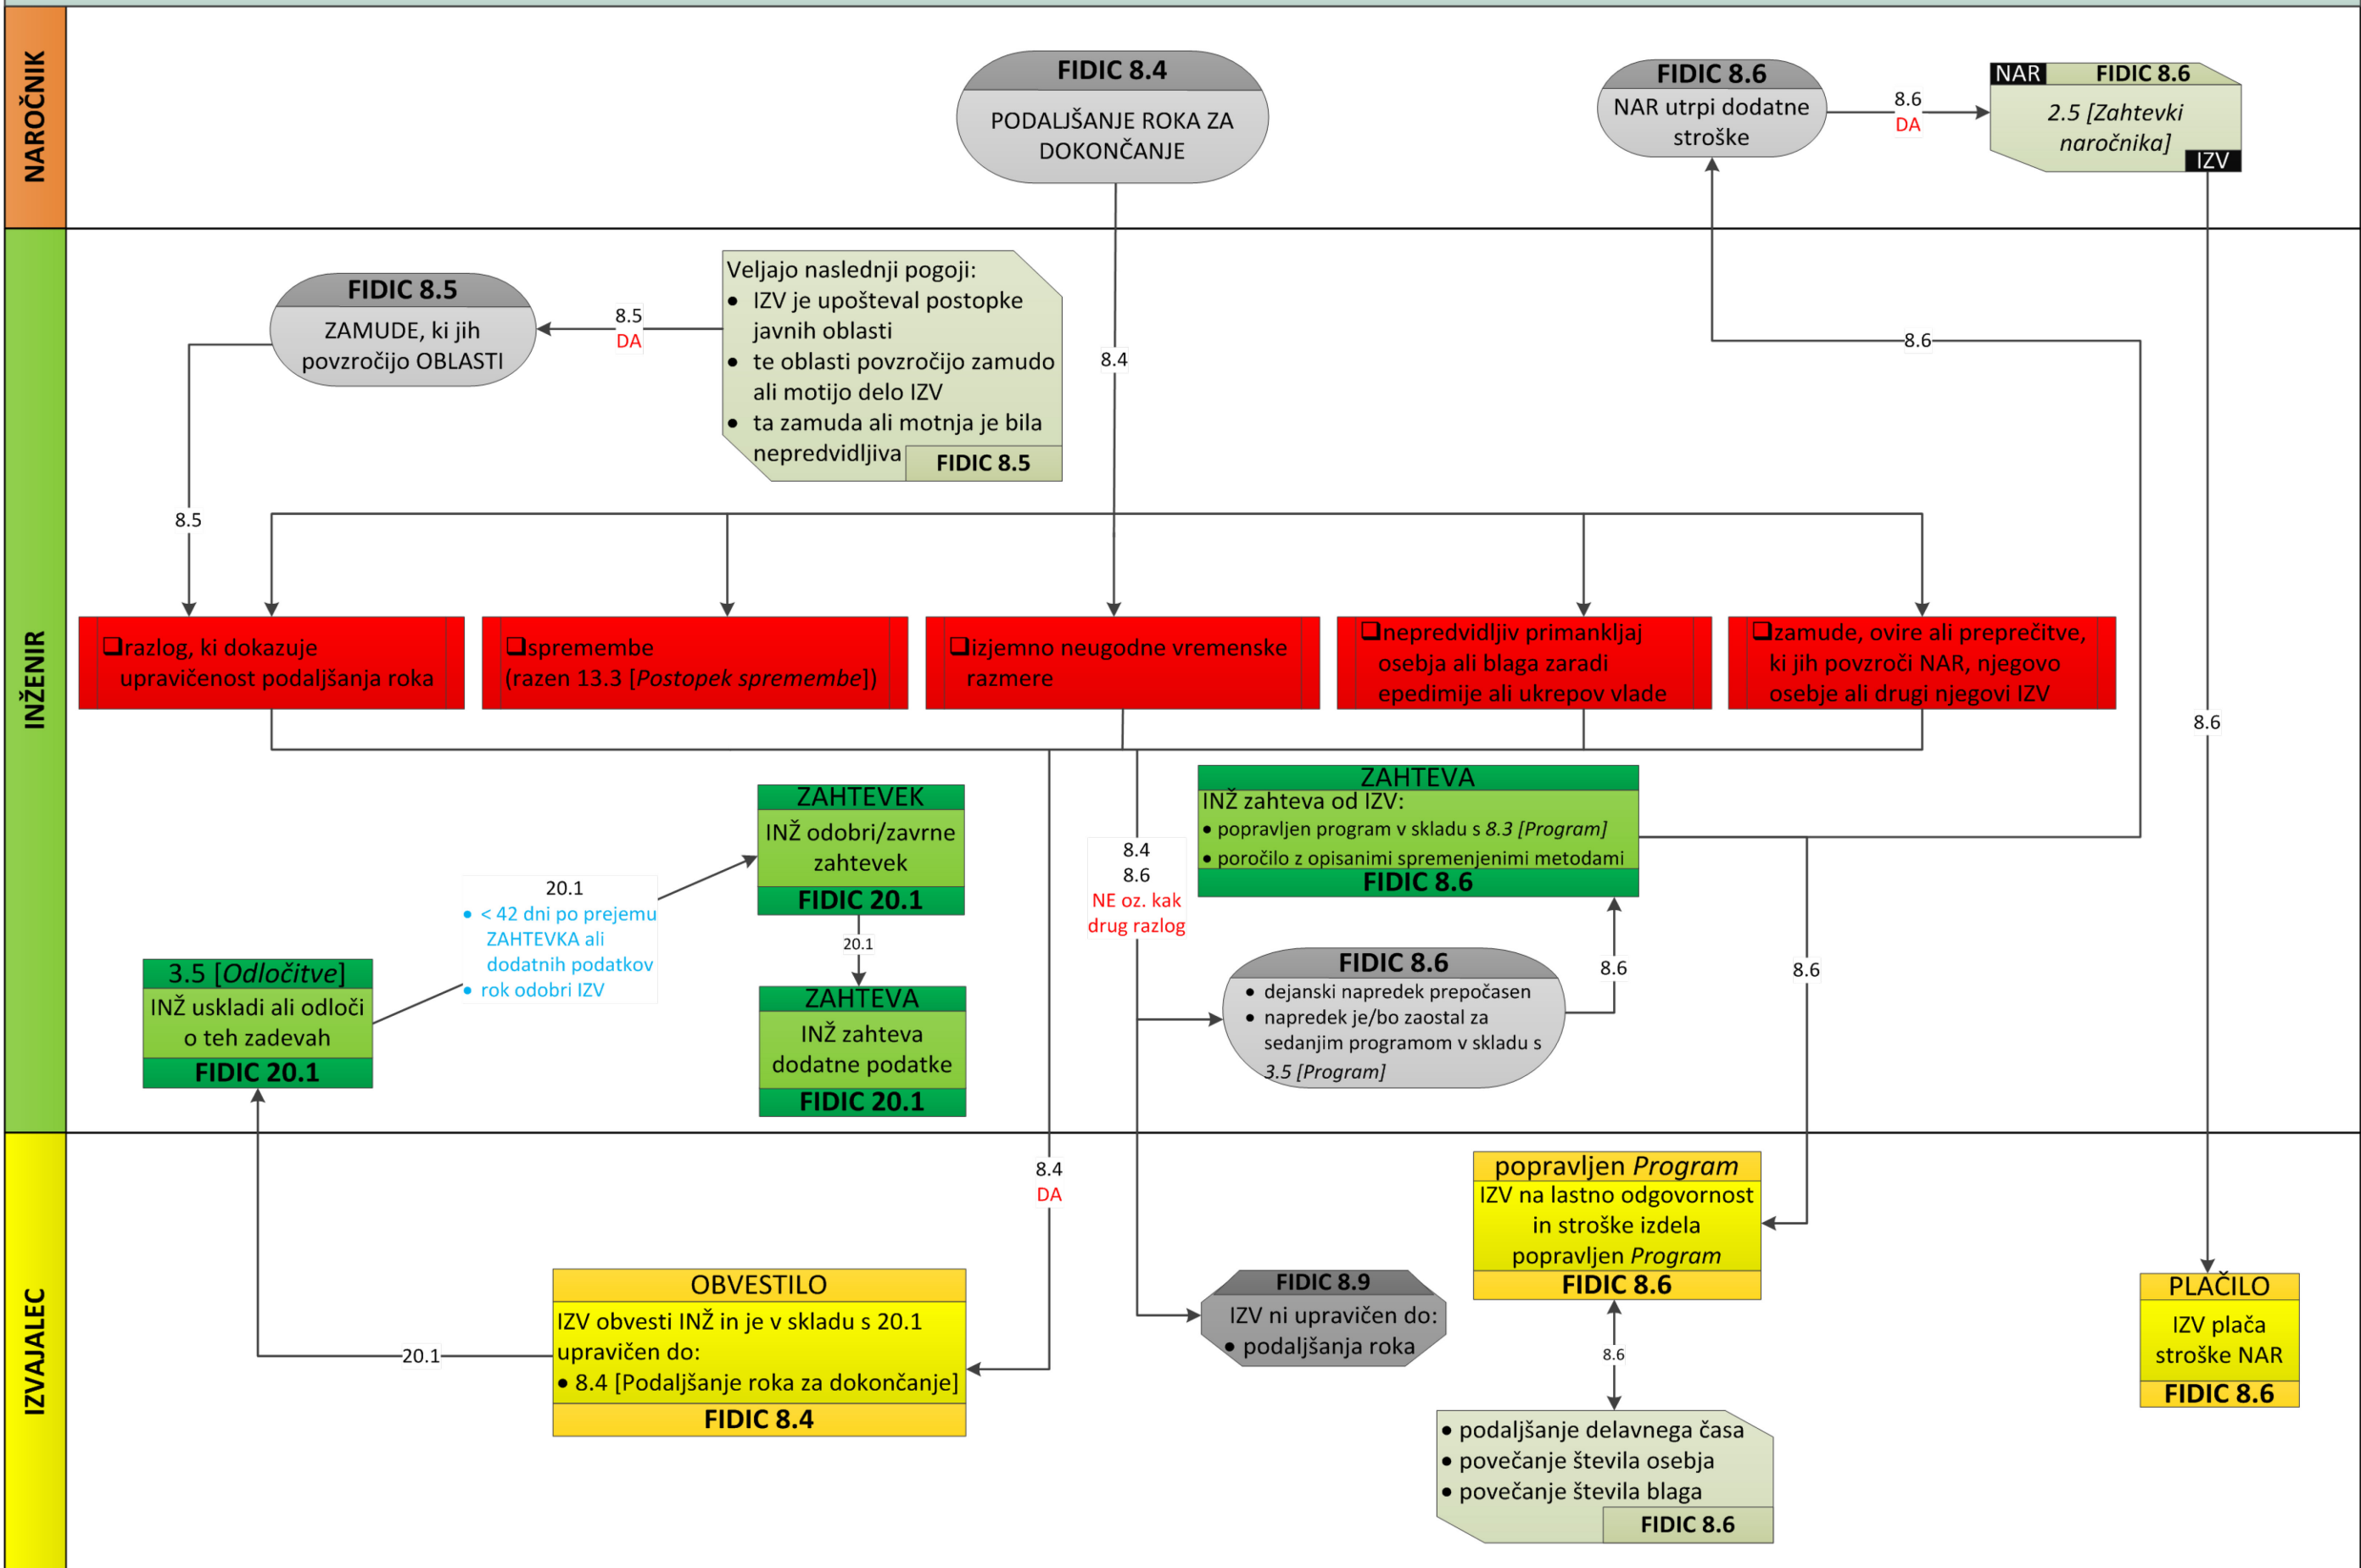 NAROČNIK
FIDIC 8.4
PODALJŠANJE ROKA ZA
DOKONČANJE
FIDIC 8.6
NAR utrpi dodatne
stroške
8.6
DA
NAR
FIDIC 8.6
2.5 [Zahtevki
naročnika]
IZV
INŽENIR
FIDIC 8.5
ZAMUDE, ki jih
povzročijo OBLASTI
8.5
DA
Veljajo naslednji pogoji:
• IZV je upošteval postopke
javnih oblasti
• te oblasti povzročijo zamudo
ali motijo delo IZV
• ta zamuda ali motnja je bila
nepredvidljiva
FIDIC 8.5
8.4
8.6
8.5
❑razlog, ki dokazuje
upravičenost podaljšanja roka
❑spremembe
(razen 13.3 [Postopek spremembe])
❑izjemno neugodne vremenske
razmere
❑nepredvidljiv primankljaj
osebja ali blaga zaradi
epedimije ali ukrepov vlade
❑zamude, ovire ali preprečitve,
ki jih povzroči NAR, njegovo
osebje ali drugi njegovi IZV
8.6
ZAHTEVEK
INŽ odobri/zavrne
zahtevek
FIDIC 20.1
8.4
8.6
NE oz. kak
drug razlog
ZAHTEVA
INŽ zahteva od IZV:
• popravljen program v skladu s 8.3 [Program]
• poročilo z opisanimi spremenjenimi metodami
FIDIC 8.6
20.1
• < 42 dni po prejemu
ZAHTEVKA ali
dodatnih podatkov
• rok odobri IZV
20.1
3.5 [Odločitve]
INŽ uskladi ali odloči
o teh zadevah
FIDIC 20.1
ZAHTEVA
INŽ zahteva
dodatne podatke
FIDIC 20.1
FIDIC 8.6
• dejanski napredek prepočasen
• napredek je/bo zaostal za
sedanjim programom v skladu s
3.5 [Program]
8.6
8.6
IZVAJALEC
8.4
DA
popravljen Program
IZV na lastno odgovornost
in stroške izdela
popravljen Program
FIDIC 8.6
OBVESTILO
IZV obvesti INŽ in je v skladu s 20.1
upravičen do:
• 8.4 [Podaljšanje roka za dokončanje]
FIDIC 8.4
20.1
FIDIC 8.9
IZV ni upravičen do:
• podaljšanja roka
8.6
PLAČILO
IZV plača
stroške NAR
FIDIC 8.6
• podaljšanje delavnega časa
• povečanje števila osebja
• povečanje števila blaga
FIDIC 8.6